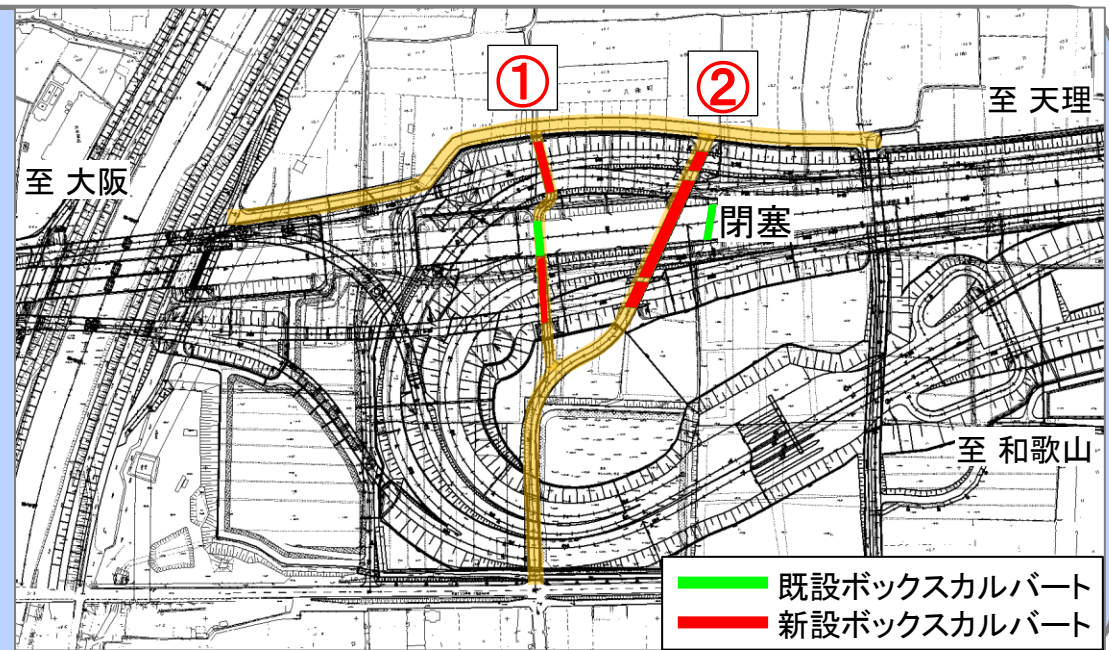 ①
②
至 天理
至 大阪
閉塞
至 和歌山
既設ボックスカルバート
新設ボックスカルバート